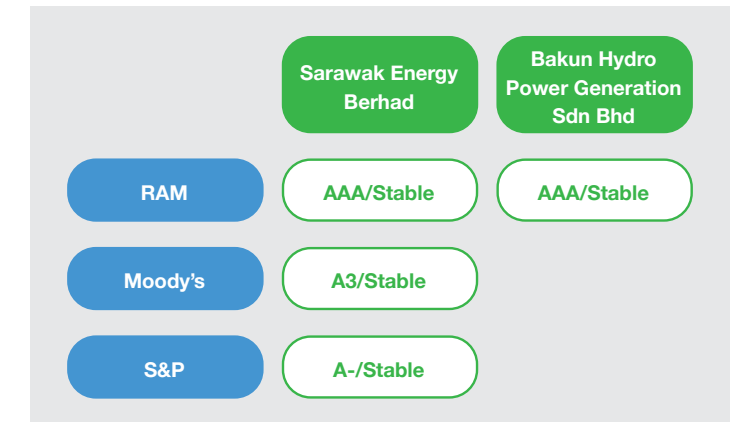 Sarawak Energy
Berhad
Bakun Hydro
Power Generation
Sdn Bhd
RAM
AAA/Stable
AAA/Stable
Moody’s
A3/Stable
S&P
A-/Stable